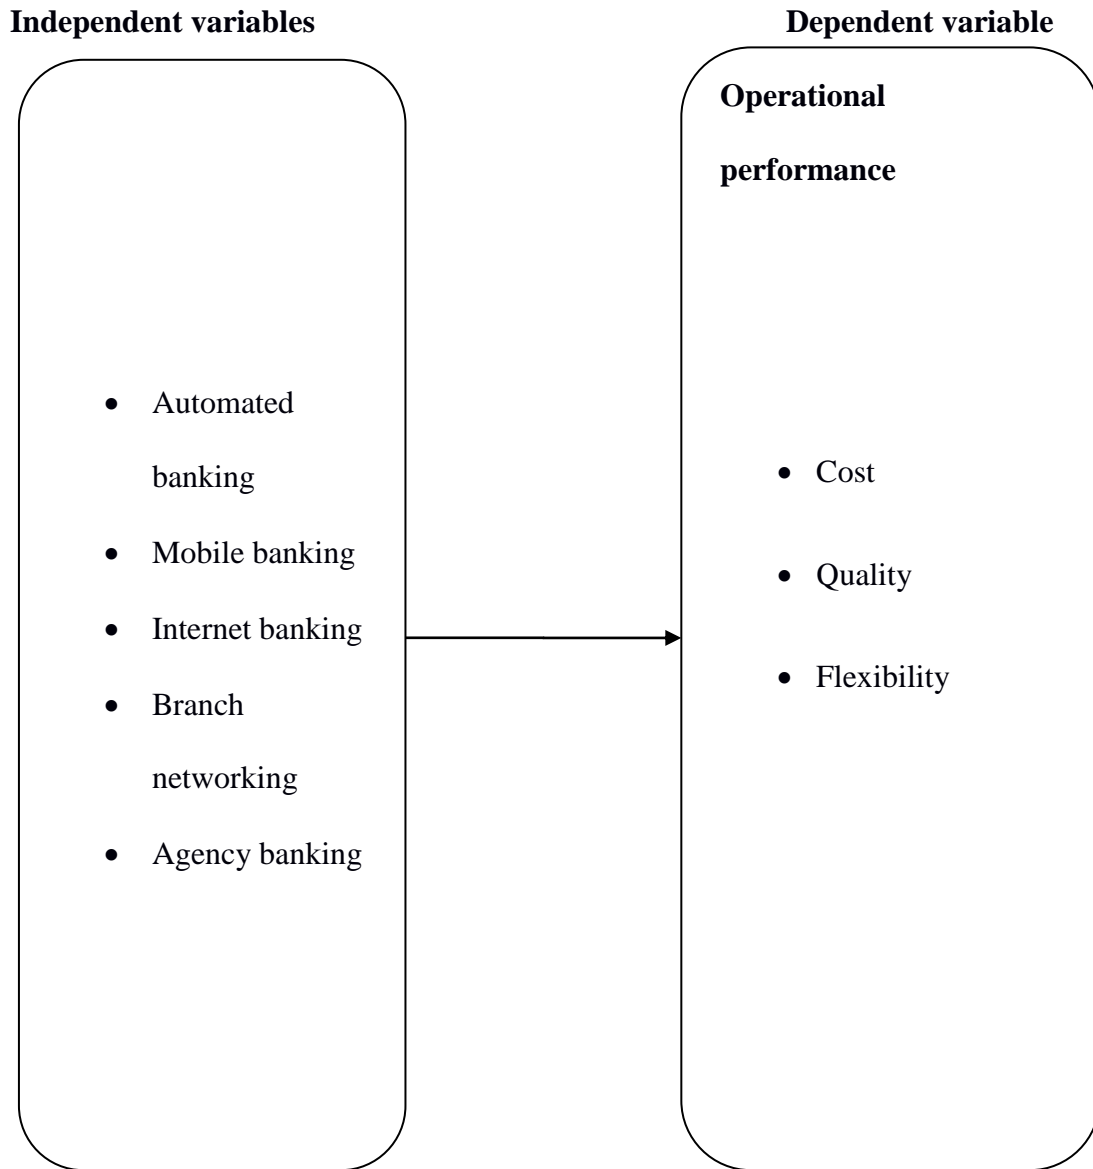 Independent variables
Dependent variable
Operational
performance
• Automated
banking
• Mobile banking
• Internet banking
• Branch
networking
• Agency banking
• Cost
• Quality
• Flexibility